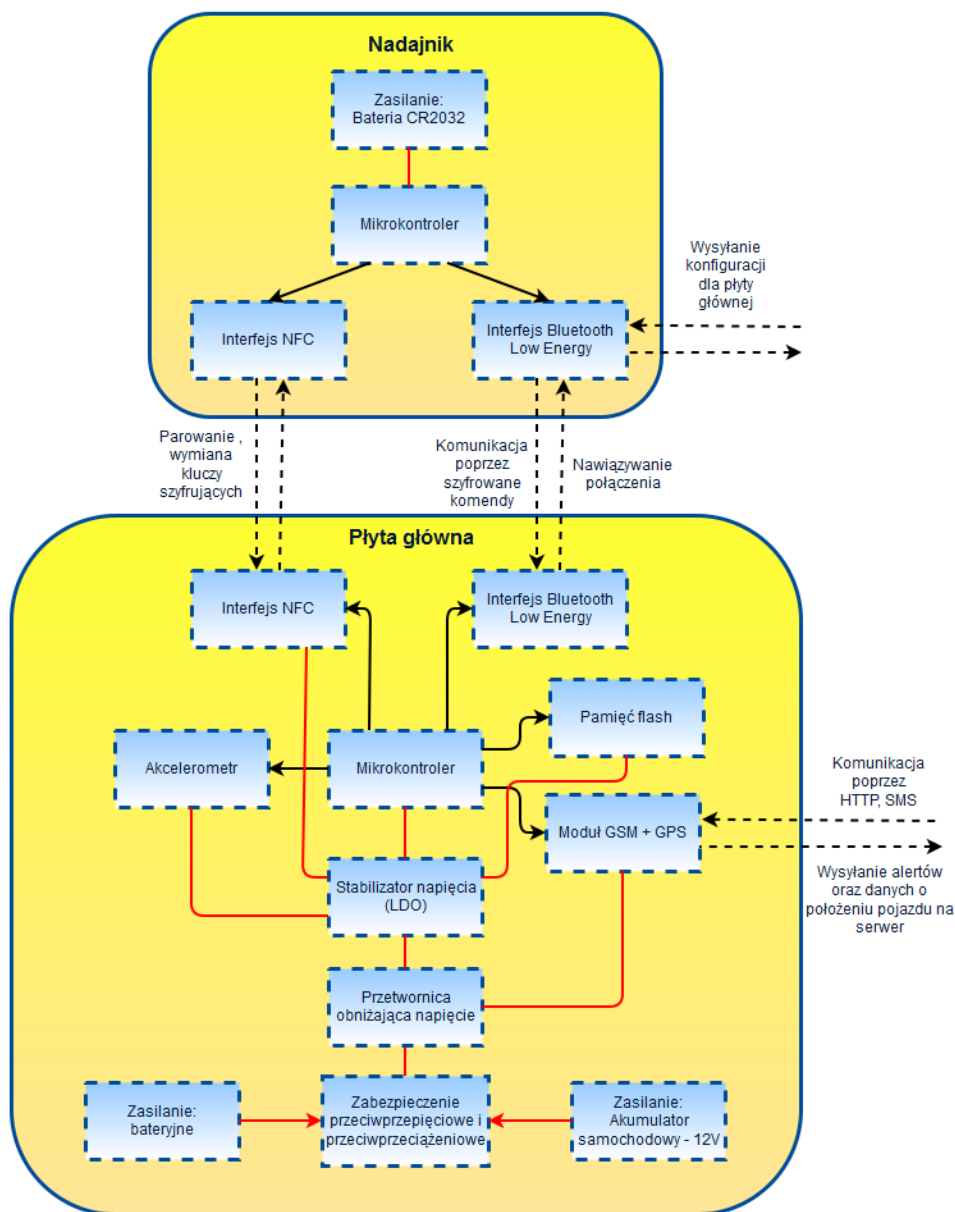 Nadajnik
Zasilanie:
Bateria CR2032
Mikrokontroler
Wysyłanie
konfiguracji
dla płyty
głównej
Interfejs NFC
Interfejs Bluetooth
Low Energy
Parowanie ,
wymiana
kluczy
szyfrujących
Komunikacja
poprzez
szyfrowane
komendy
Nawiązywanie
połączenia
Płyta główna
Interfejs NFC
Interfejs Bluetooth
Low Energy
Pamięć flash
Akcelerometr
Mikrokontroler
Komunikacja
poprzez
HTTP, SMS
Moduł GSM + GPS
Wysyłanie alertów
oraz danych o
położeniu pojazdu na
serwer
Stabilizator napięcia
(LDO)
Przetwornica
obniżająca napięcie
Zasilanie:
bateryjne
Zabezpieczenie
przeciwprzepięciowe i
przeciwprzeciążeniowe
Zasilanie:
Akumulator
samochodowy - 12V